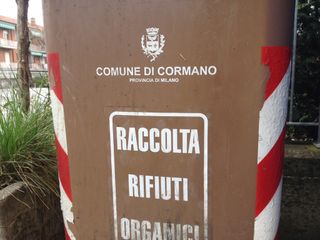 COMUNE DI CORMANO
PROVINCIA DI MILANO
RACCOLTA
RIFIUTI
ORGANICI